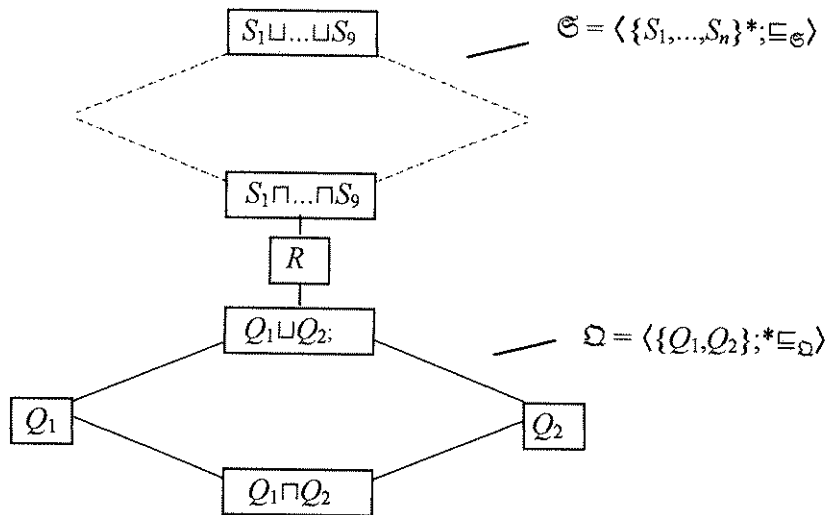 S₁⊔...⊔S₉
𝔖 = ⟨{S₁,...,Sₙ}*;⊑𝔖⟩
S₁⊓...⊓S₉
R
Q₁⊔Q₂;
𝔔 = ⟨{Q₁,Q₂};*⊑𝔔⟩
Q₁
Q₂
Q₁⊓Q₂